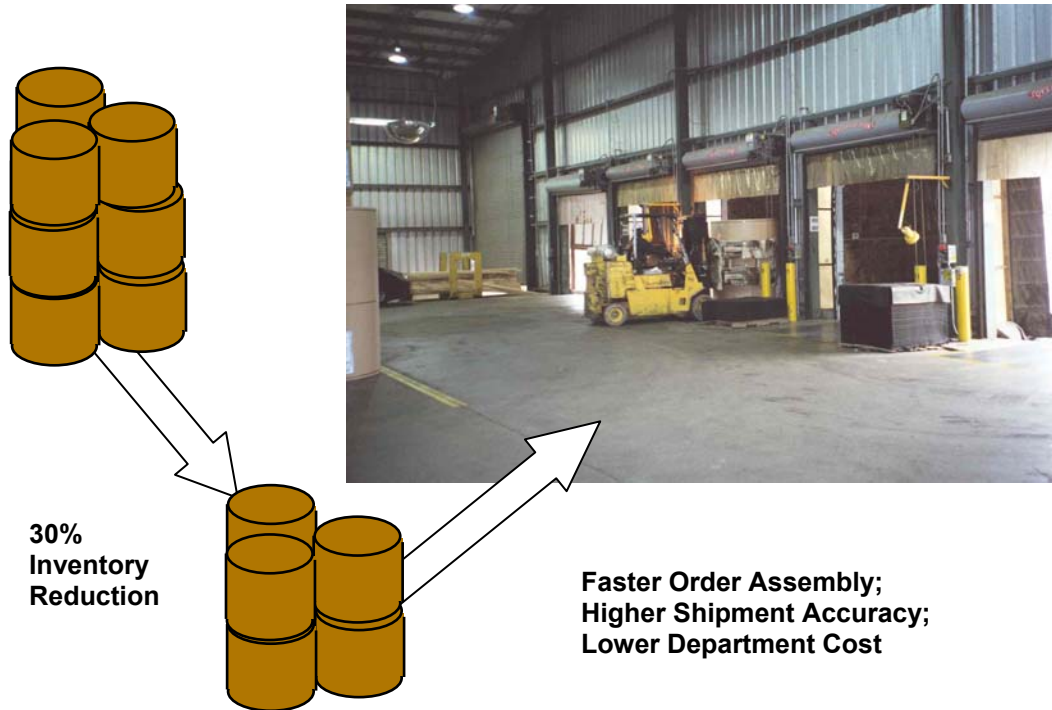 30%
Inventory
Reduction
Faster Order Assembly;
Higher Shipment Accuracy;
Lower Department Cost